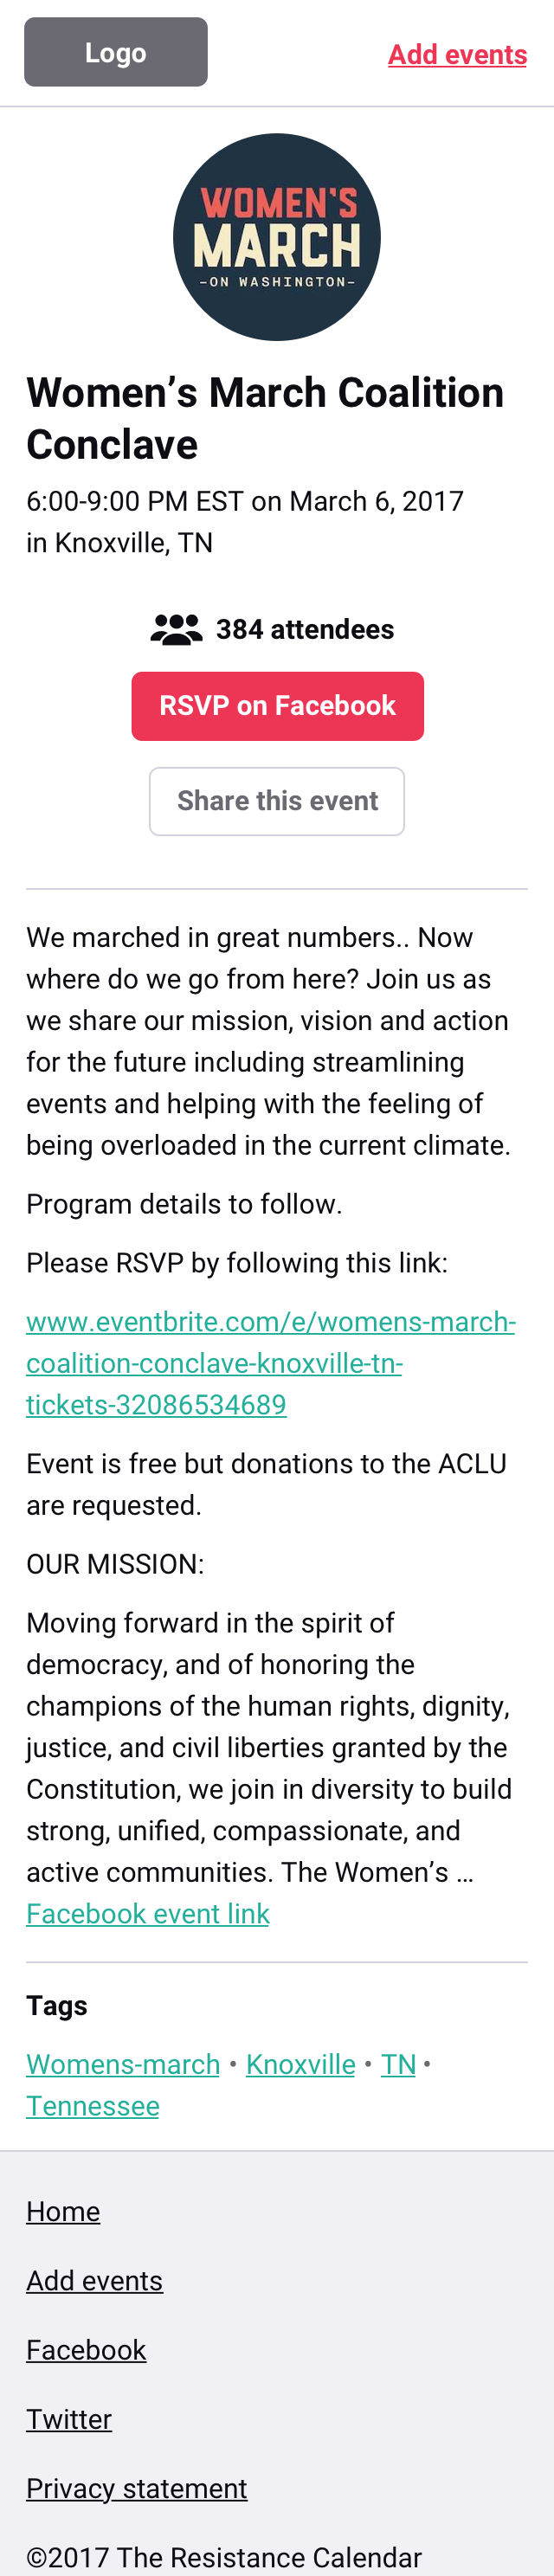 Logo
Add events
WOMEN'S
MARCH
–ON WASHINGTON–
Women’s March Coalition
Conclave
6:00-9:00 PM EST on March 6, 2017
in Knoxville, TN
384 attendees
RSVP on Facebook
Share this event
We marched in great numbers.. Now
where do we go from here? Join us as
we share our mission, vision and action
for the future including streamlining
events and helping with the feeling of
being overloaded in the current climate.
Program details to follow.
Please RSVP by following this link:
www.eventbrite.com/e/womens-march-
coalition-conclave-knoxville-tn-
tickets-32086534689
Event is free but donations to the ACLU
are requested.
OUR MISSION:
Moving forward in the spirit of
democracy, and of honoring the
champions of the human rights, dignity,
justice, and civil liberties granted by the
Constitution, we join in diversity to build
strong, unified, compassionate, and
active communities. The Women’s ...
Facebook event link
Tags
Womens-march • Knoxville • TN •
Tennessee
Home
Add events
Facebook
Twitter
Privacy statement
©2017 The Resistance Calendar